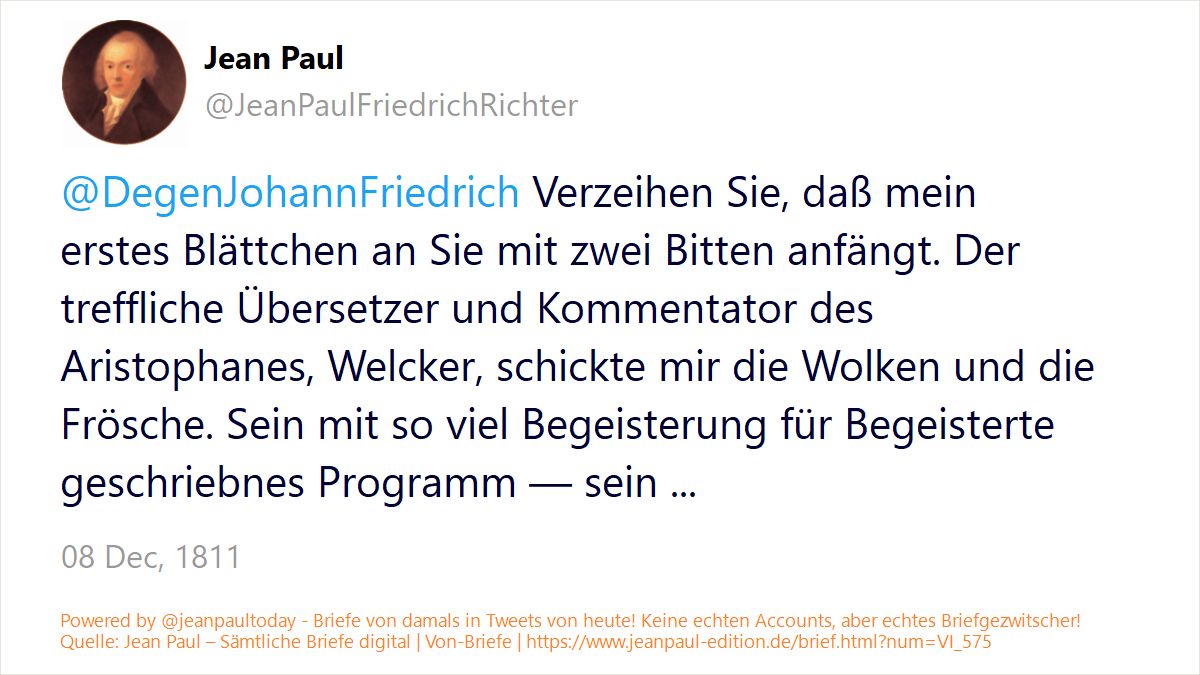 Jean Paul
@JeanPaulFriedrichRichter
@DegenJohannFriedrich Verzeihen Sie, daß mein
erstes Blättchen an Sie mit zwei Bitten anfängt. Der
treffliche Übersetzer und Kommentator des
Aristophanes, Welcker, schickte mir die Wolken und die
Frösche. Sein mit so viel Begeisterung für Begeisterte
geschriebnes Programm — sein ...
08 Dec, 1811
Powered by @jeanpaultoday - Briefe von damals in Tweets von heute! Keine echten Accounts, aber echtes Briefgezwitscher!
Quelle: Jean Paul – Sämtliche Briefe digital | Von-Briefe | https://www.jeanpaul-edition.de/brief.html?num=VI_575